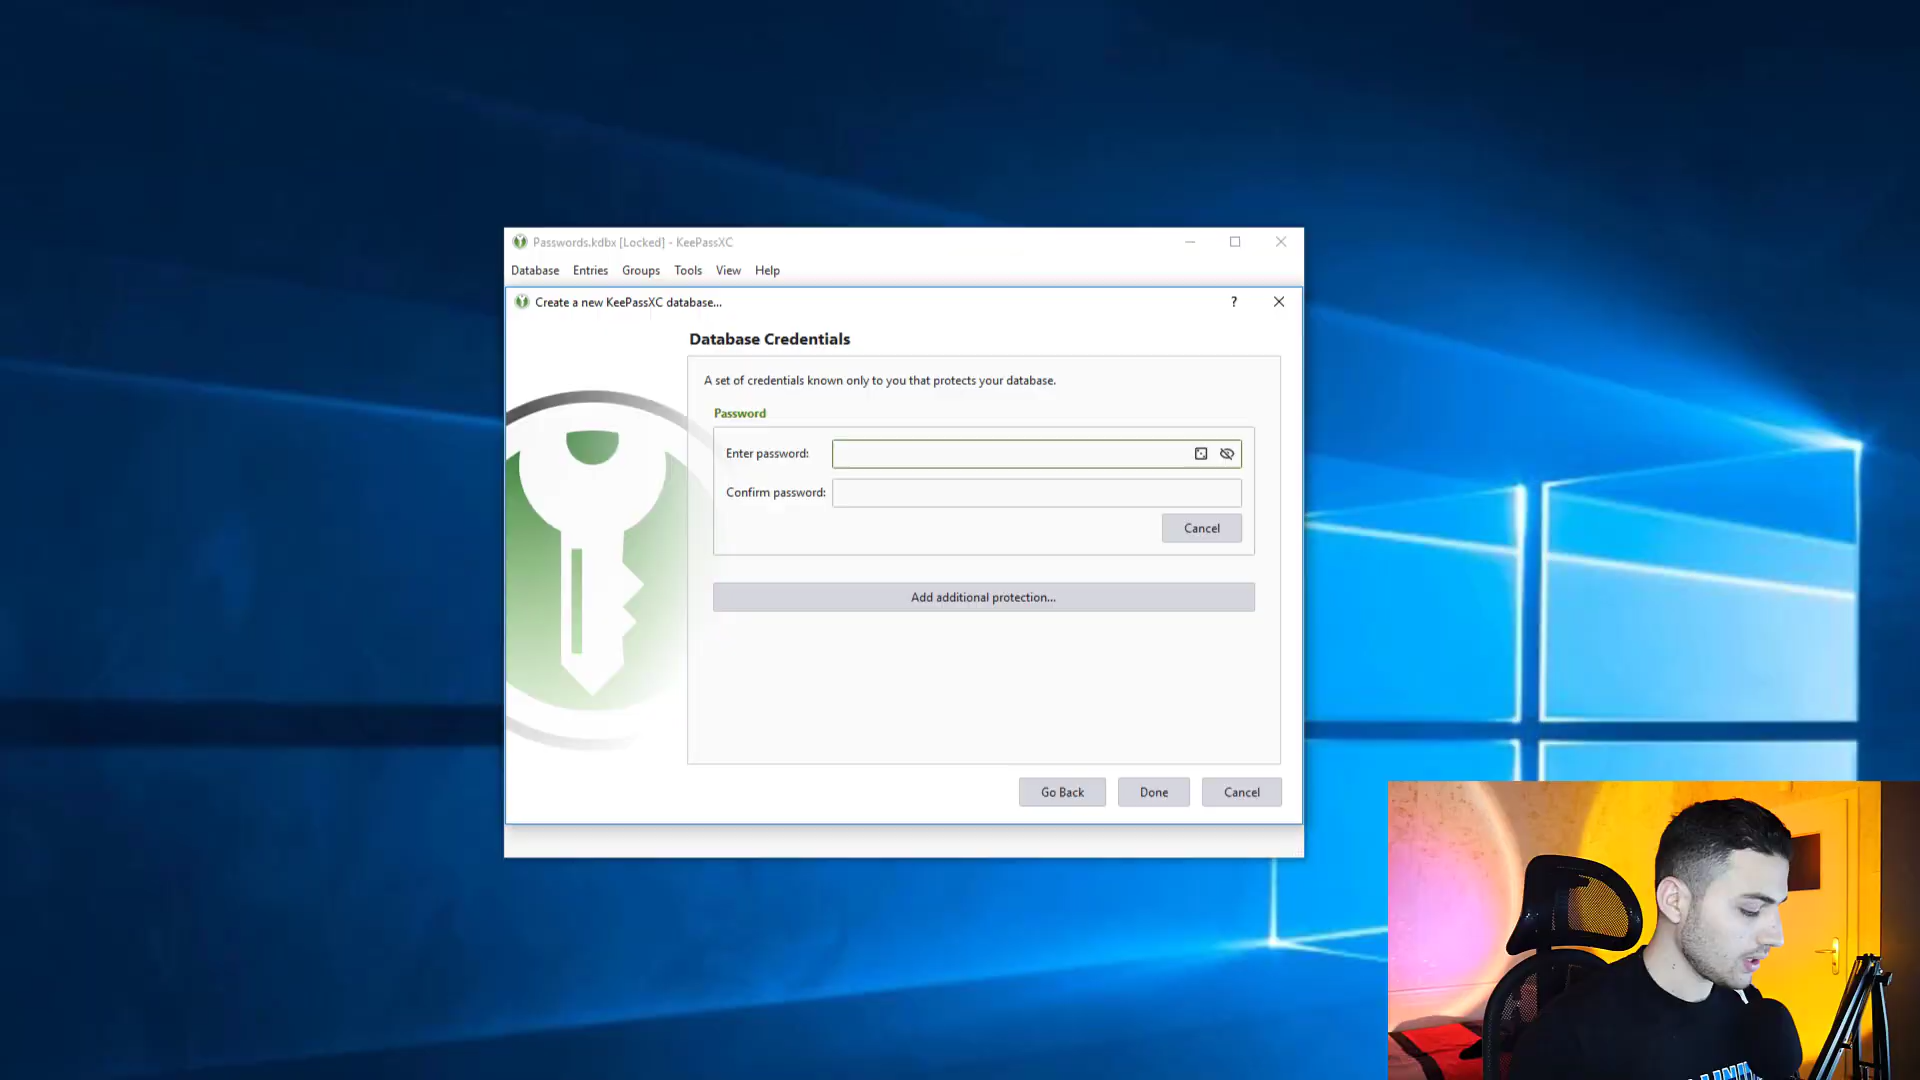 Passwords.kdbx [Locked] - KeePassXC
Database Entries Groups Tools View Help
Create a new KeePassXC database...
?
Database Credentials
A set of credentials known only to you that protects your database.
Password
Enter password:
Confirm password:
Cancel
Add additional protection...
Go Back Done Cancel